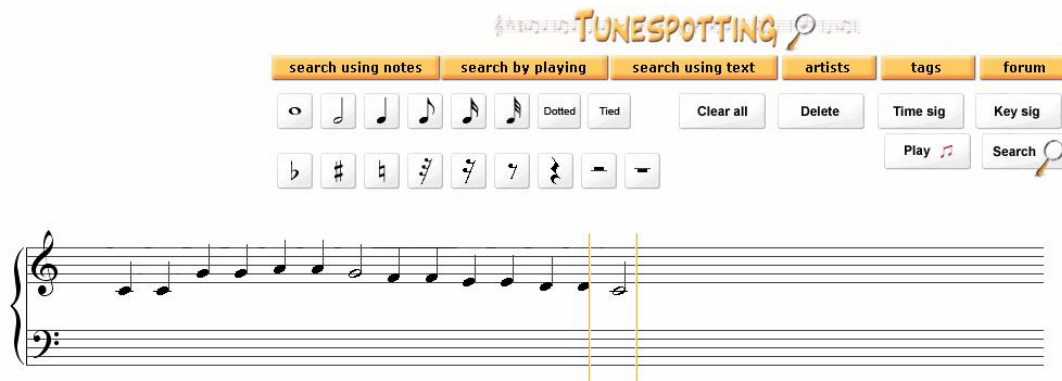 TUNESPOTTING
search using notes search by playing search using text artists tags forum
Dotted Tied Clear all Delete Time sig Key sig
Play Search